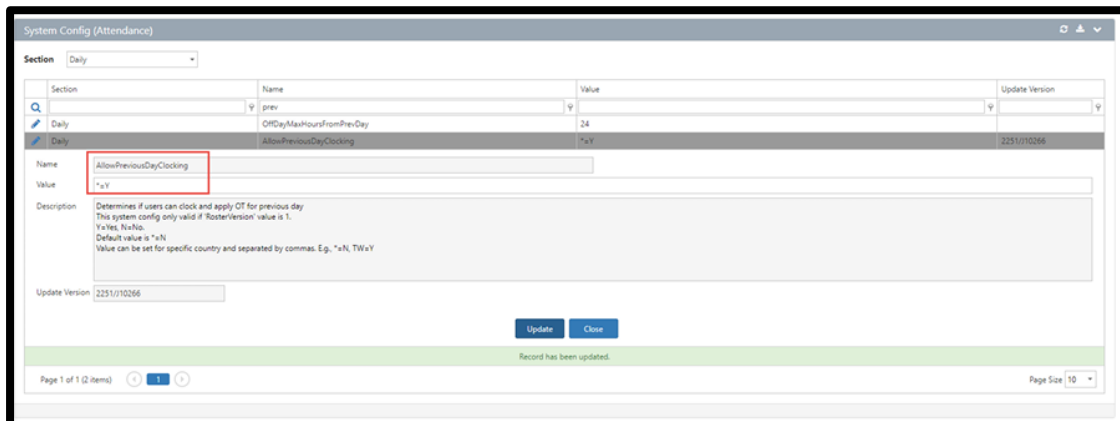 System Config (Attendance)
Section Daily
Section Name Value Update Version
prev
Daily OffDayMaxHoursFromPrevDay 24
Daily AllowPreviousDayClocking *=Y 2251/J10266
Name AllowPreviousDayClocking
Value *=Y
Description Determines if users can clock and apply OT for previous day
This system config only valid if 'RosterVersion' value is 1.
Y=Yes, N=No.
Default value is *=N
Value can be set for specific country and separated by commas. E.g., *=N, TW=Y
Update Version 2251/J10266
Update Close
Record has been updated.
Page 1 of 1 (2 items) 1 Page Size 10